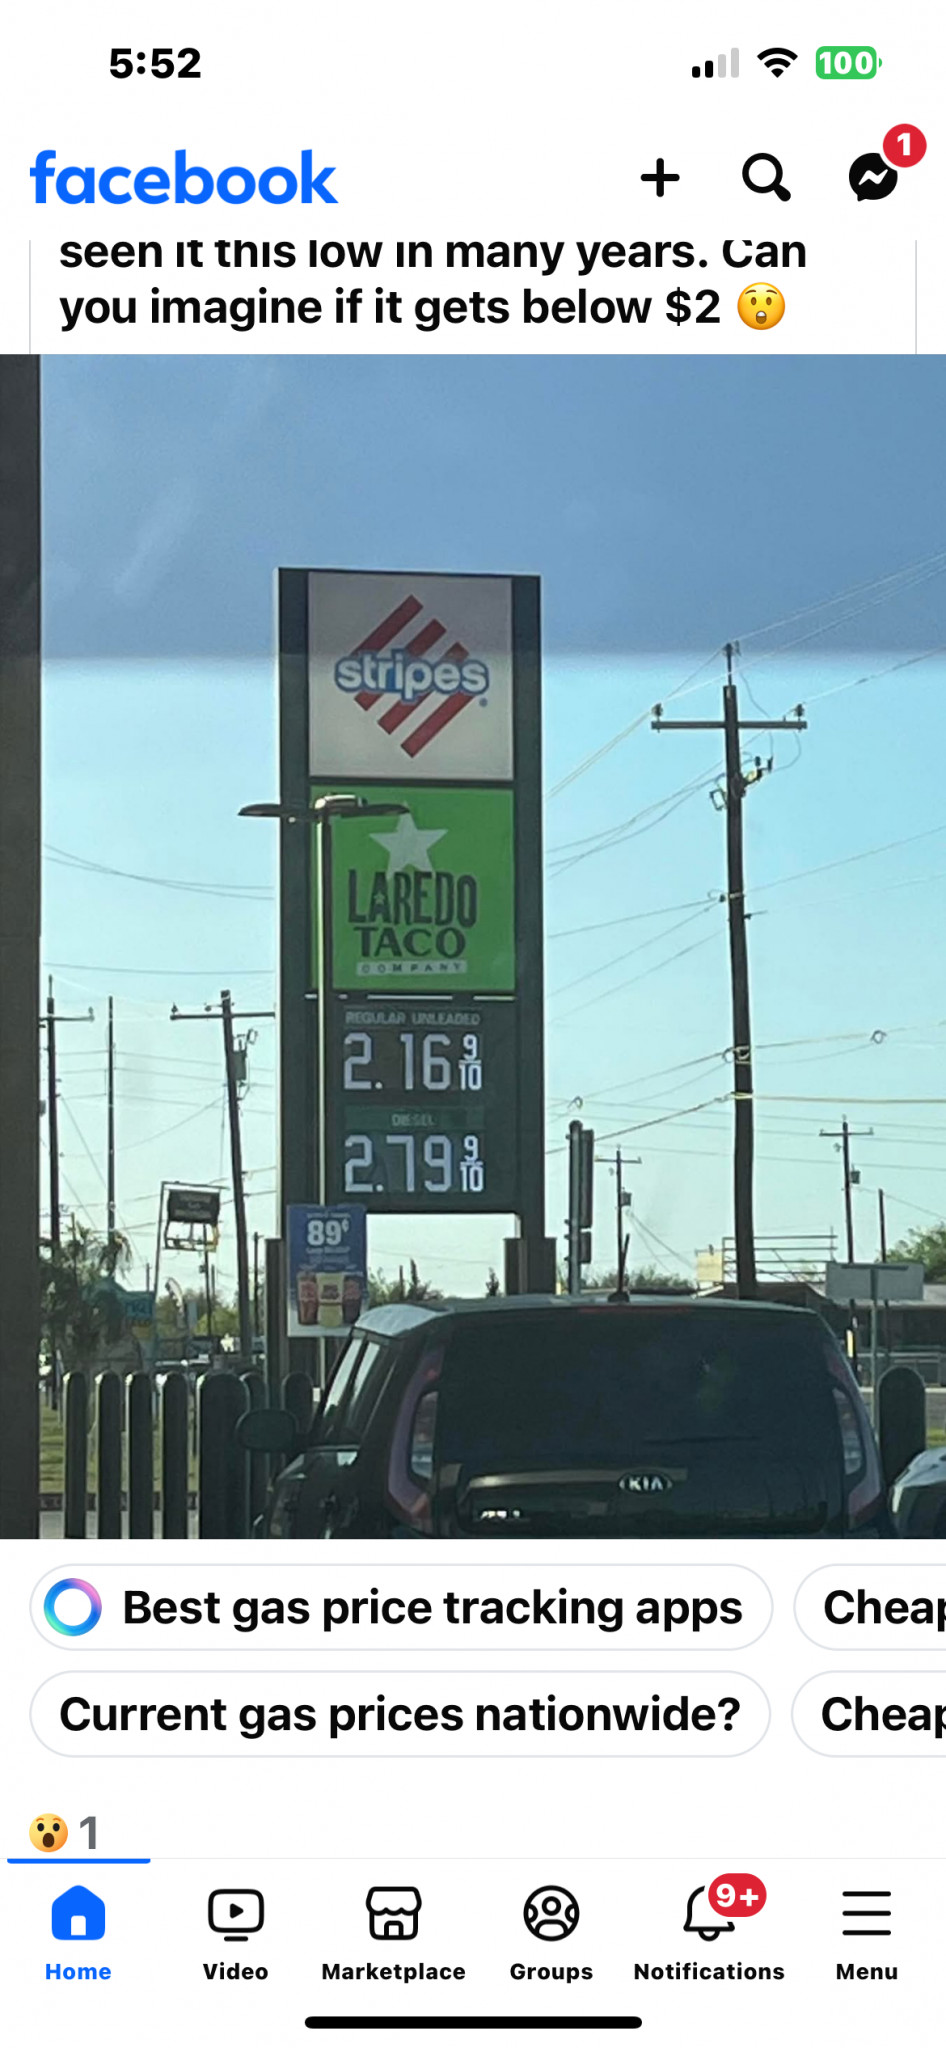 5:52
100
facebook
1
seen it this low in many years. Can
you imagine if it gets below $2 😲
stripes
LAREDO
TACO
COMPANY
REGULAR UNLEADED
2.16 9/10
DIESEL
2.79 9/10
89¢
KIA
Best gas price tracking apps
Cheap
Current gas prices nationwide?
Cheap
😮 1
9+
Home
Video
Marketplace
Groups
Notifications
Menu